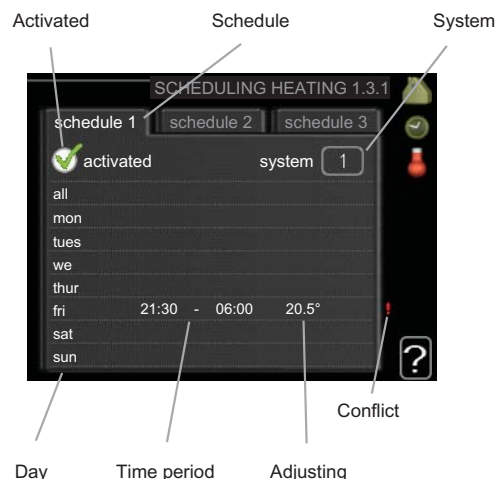 Activated Schedule System
SCHEDULING HEATING 1.3.1
schedule 1 schedule 2 schedule 3
activated system 1
all
mon
tues
we
thur
fri 21:30 - 06:00 20.5° !
sat
sun
?
Conflict
Day Time period Adjusting